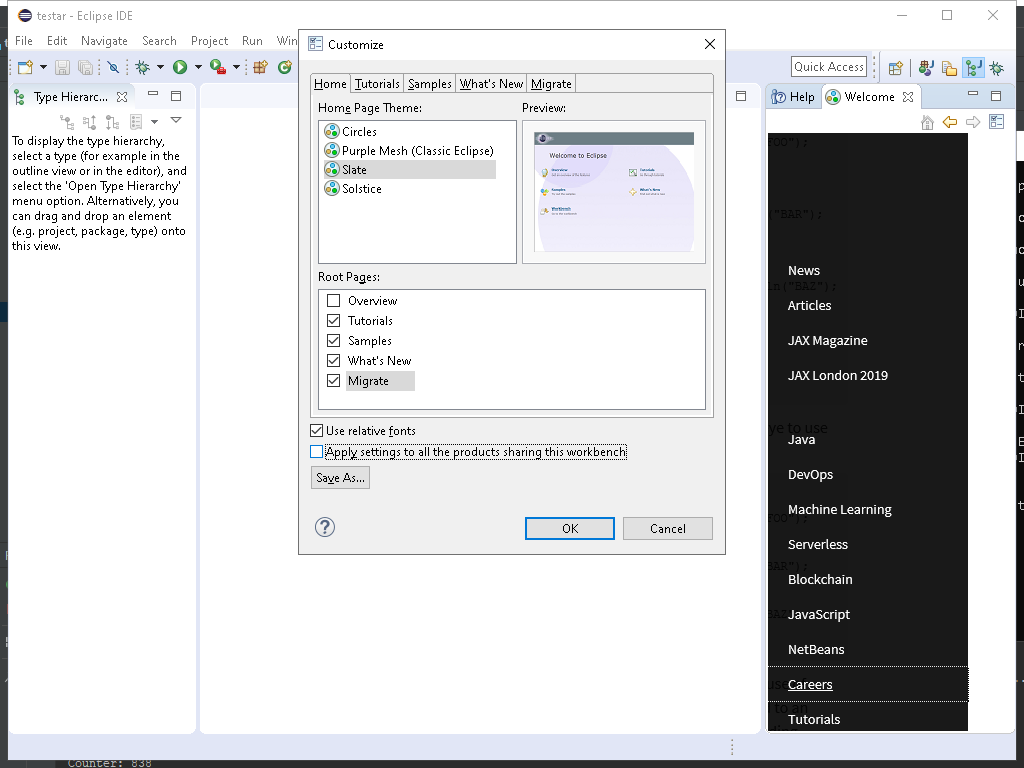 testar - Eclipse IDE
File Edit Navigate Search Project Run Win
Quick Access
Type Hierarc...
To display the type hierarchy,
select a type (for example in the
outline view or in the editor), and
select the 'Open Type Hierarchy'
menu option. Alternatively, you
can drag and drop an element
(e.g. project, package, type) onto
this view.
Customize
Home Tutorials Samples What's New Migrate
Home Page Theme:
Preview:
Circles
Purple Mesh (Classic Eclipse)
Slate
Solstice
Welcome to Eclipse
Overview
Tutorials
Samples
What's New
Workbench
Root Pages:
Overview
Tutorials
Samples
What's New
Migrate
Use relative fonts
Apply settings to all the products sharing this workbench
Save As...
OK
Cancel
Help
Welcome
"BAR");
("BAZ");
News
Articles
JAX Magazine
JAX London 2019
ye to use
Java
DevOps
Machine Learning
Serverless
Blockchain
JavaScript
NetBeans
Careers
to an
Tutorials
Counter: 838